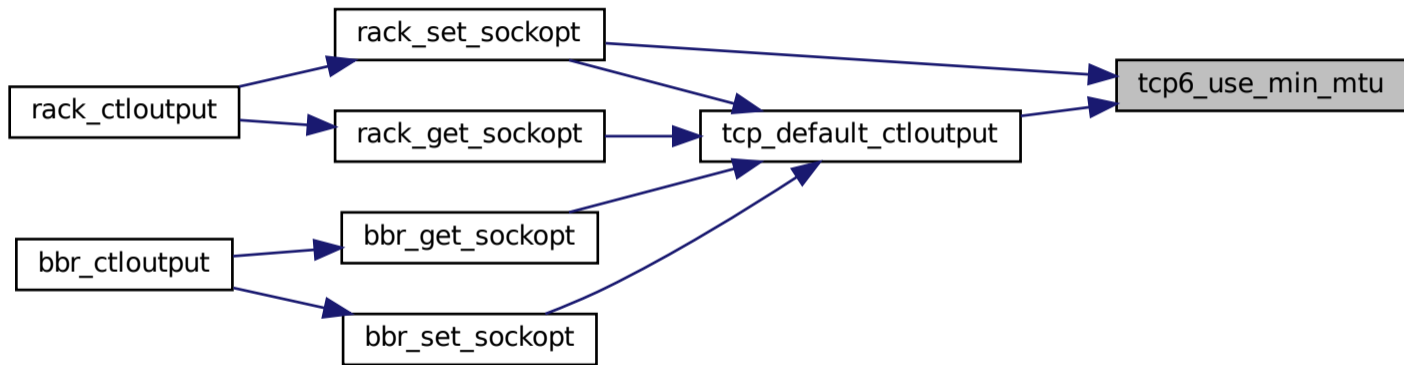 rack_set_sockopt
tcp6_use_min_mtu
rack_ctloutput
rack_get_sockopt
tcp_default_ctloutput
bbr_get_sockopt
bbr_ctloutput
bbr_set_sockopt